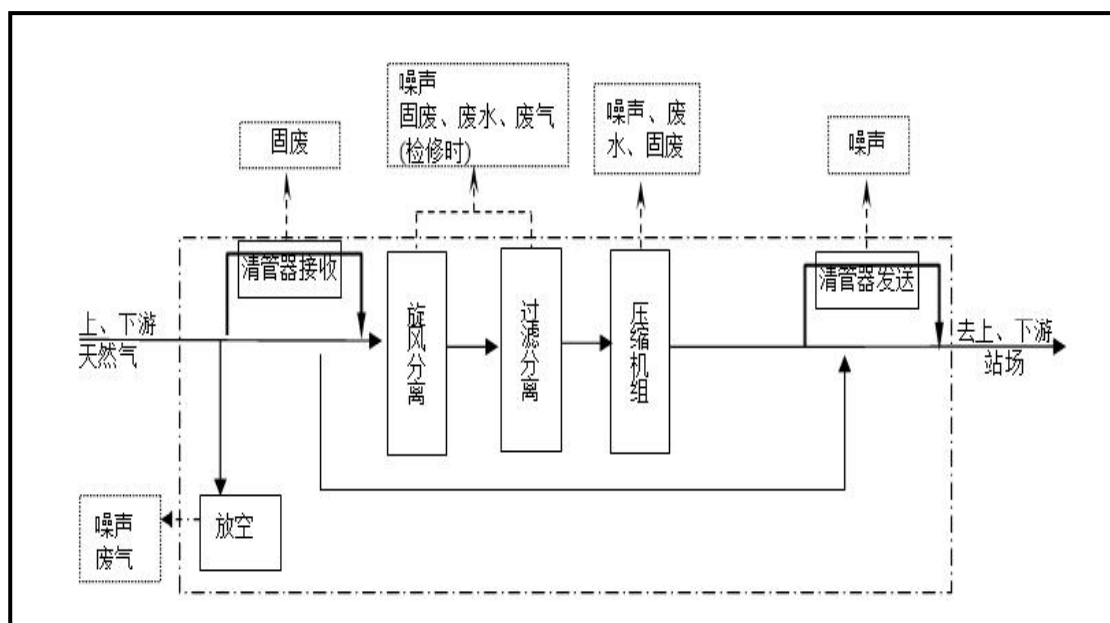 噪声
固废、废水、废气
(检修时)
噪声、废
水、固废
固废
噪声
清管器接收
清管器发送
上、下游
天然气
旋风分离
过滤分离
压缩机组
去上、下游
站场
噪声
废气
放空